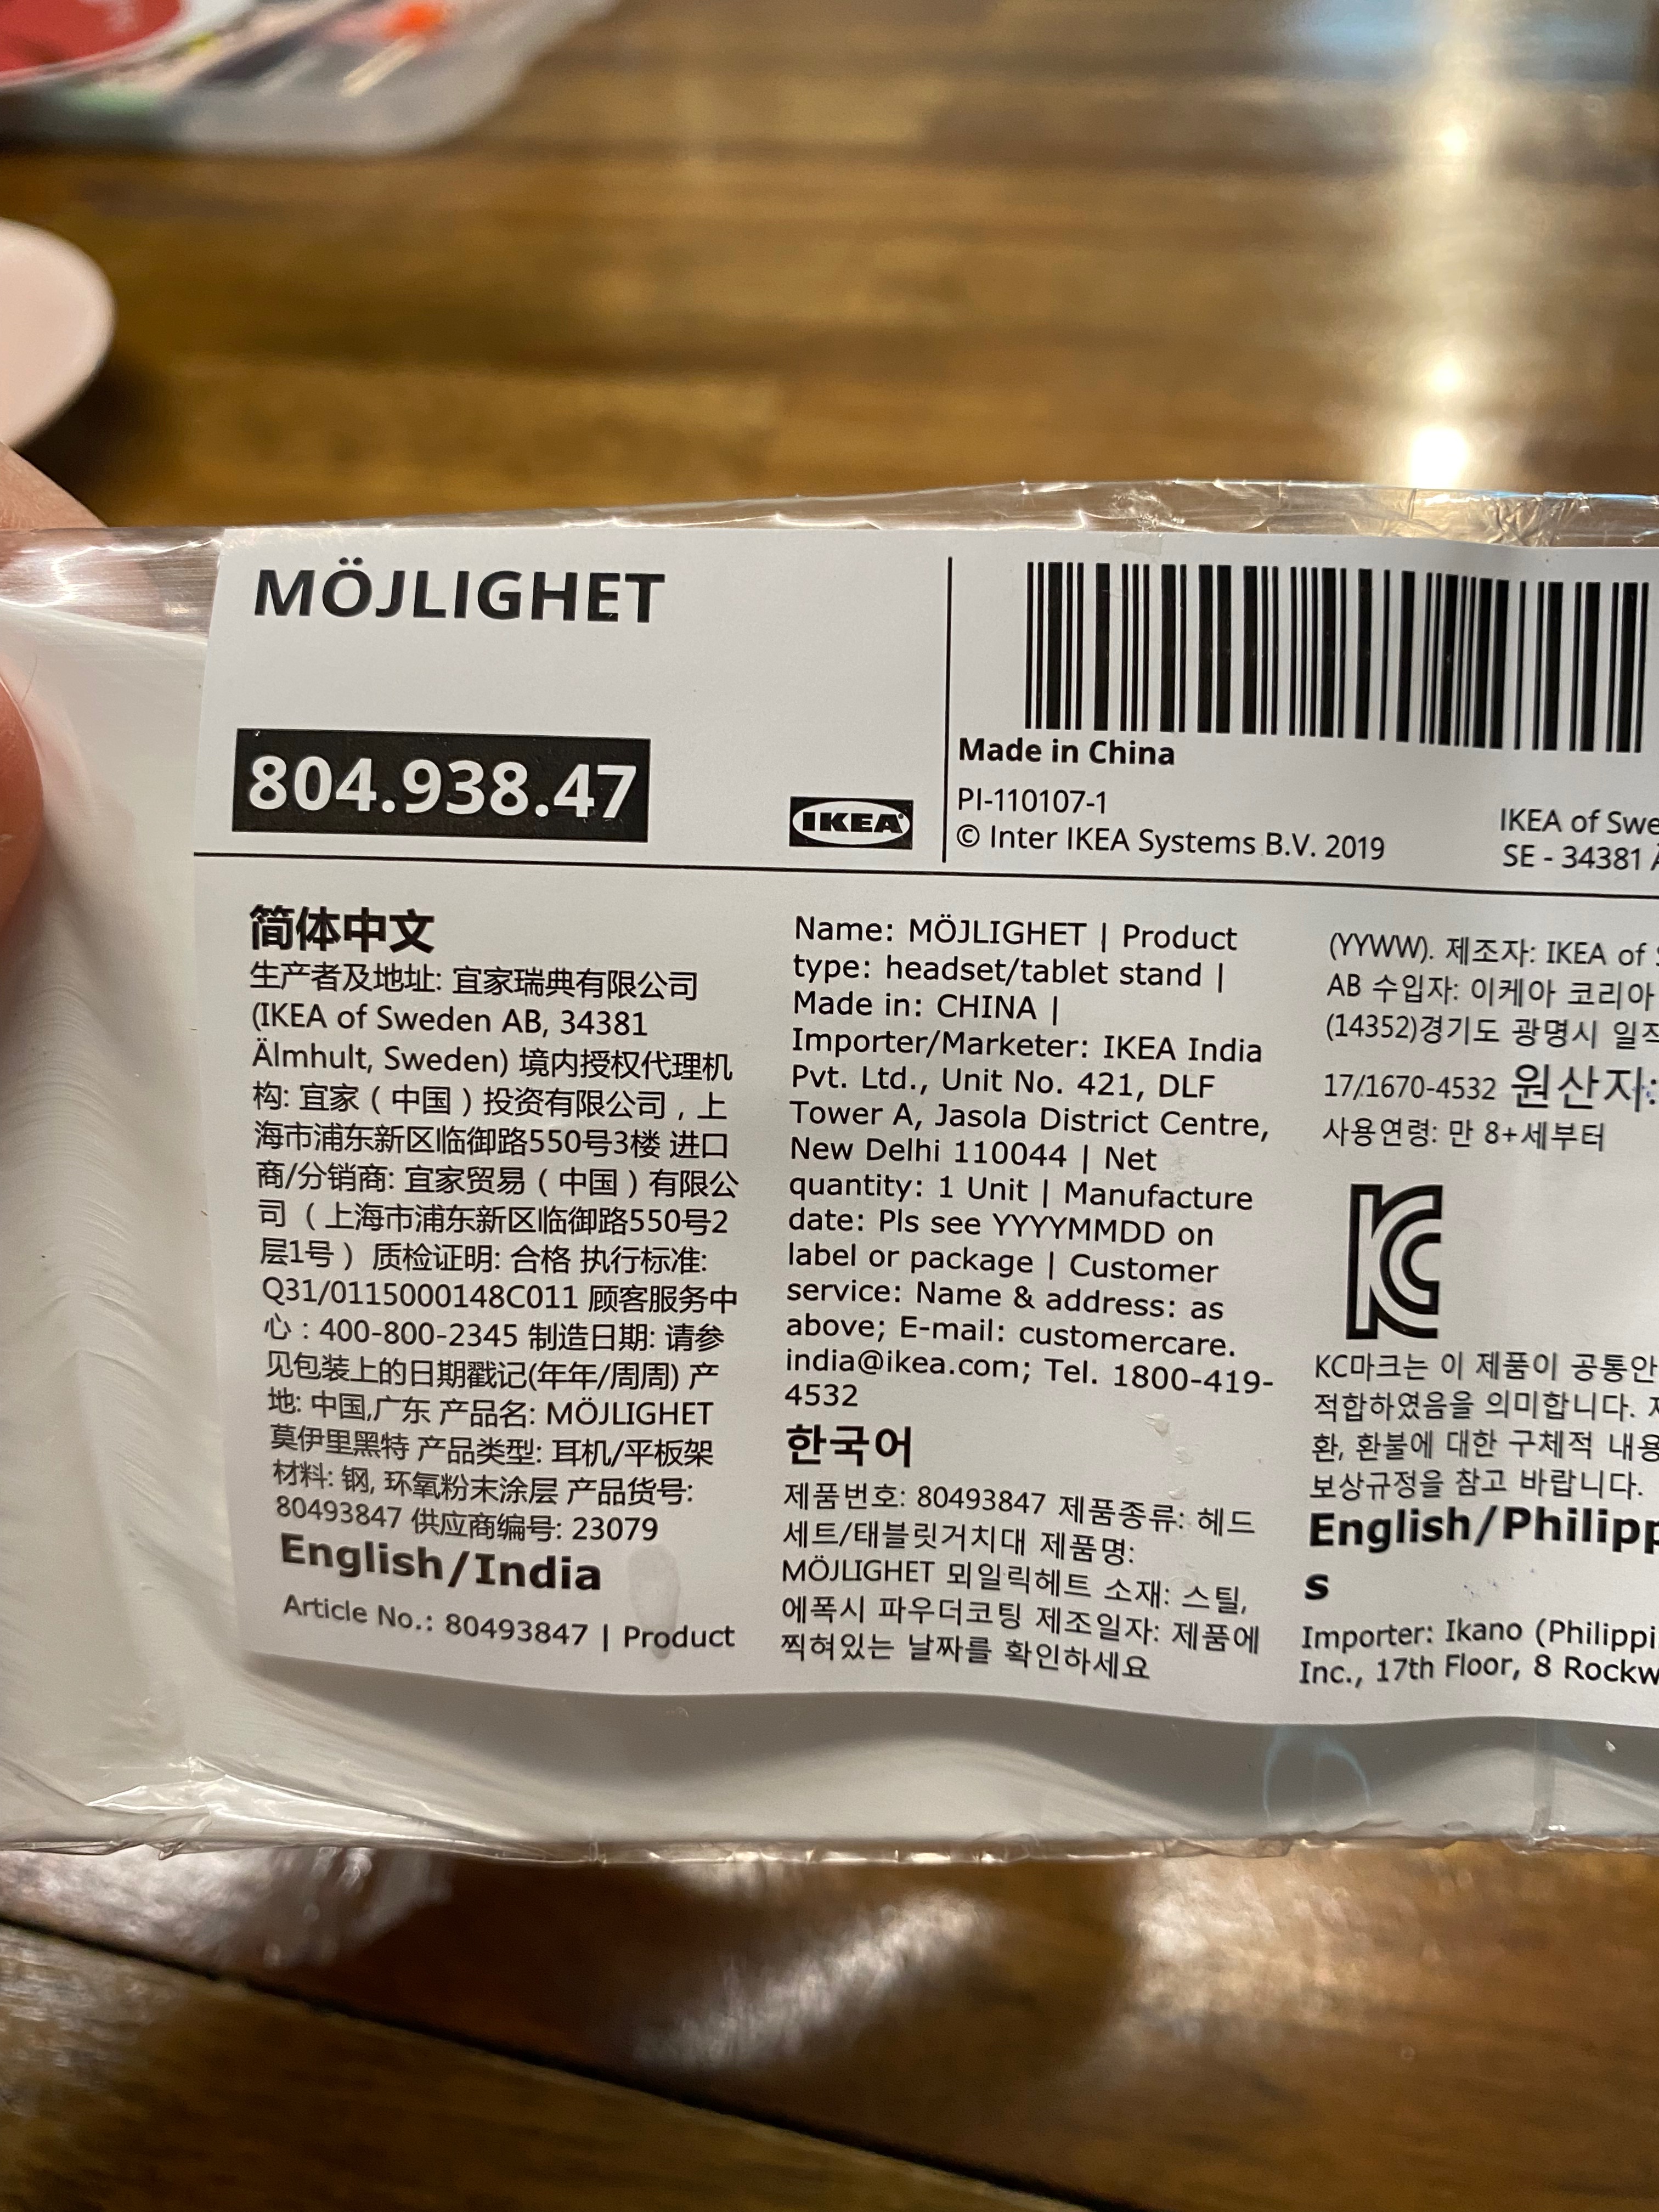 MÖJLIGHET
804.938.47
IKEA
Made in China
PI-110107-1
© Inter IKEA Systems B.V. 2019
IKEA of
SE - 34381
简体中文
生产者及地址: 宜家瑞典有限公司
(IKEA of Sweden AB, 34381
Älmhult, Sweden) 境内授权代理机
构: 宜家（中国）投资有限公司，上
海市浦东新区临御路550号3楼 进口
商/分销商: 宜家贸易（中国）有限公
司（上海市浦东新区临御路550号2
层1号） 质检证明: 合格 执行标准:
Q31/0115000148C011 顾客服务中
心：400-800-2345 制造日期: 请参
见包装上的日期戳记(年年/周周) 产
地: 中国,广东 产品名: MÖJLIGHET
莫伊里黑特 产品类型: 耳机/平板架
材料: 钢, 环氧粉末涂层 产品货号:
80493847 供应商编号: 23079
English/India
Article No.: 80493847 | Product
Name: MÖJLIGHET | Product
type: headset/tablet stand |
Made in: CHINA |
Importer/Marketer: IKEA India
Pvt. Ltd., Unit No. 421, DLF
Tower A, Jasola District Centre,
New Delhi 110044 | Net
quantity: 1 Unit | Manufacture
date: Pls see YYYYMMDD on
label or package | Customer
service: Name & address: as
above; E-mail: customercare.
india@ikea.com; Tel. 1800-419-
4532
한국어
제품번호: 80493847 제품종류: 헤드
세트/태블릿거치대 제품명:
MÖJLIGHET 뫼일릭헤트 소재: 스틸,
에폭시 파우더코팅 제조일자: 제품에
찍혀있는 날짜를 확인하세요
(YYWW). 제조자: IKEA of
AB 수입자: 이케아 코리아
(14352)경기도 광명시
17/1670-4532 원산지:
사용연령: 만 8+세부터
KC
KC마크는 이 제품이
적합하였음을 의미합니다.
환, 환불에 대한 구체적
보상규정을 참고 바랍니다.
English/Philipp
s
Importer: Ikano
Inc., 17th Floor, 8